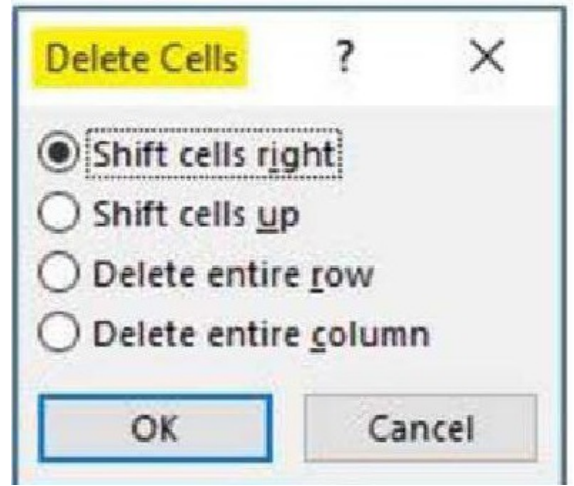 Delete Cells ?
Shift cells right
Shift cells up
Delete entire row
Delete entire column
OK Cancel